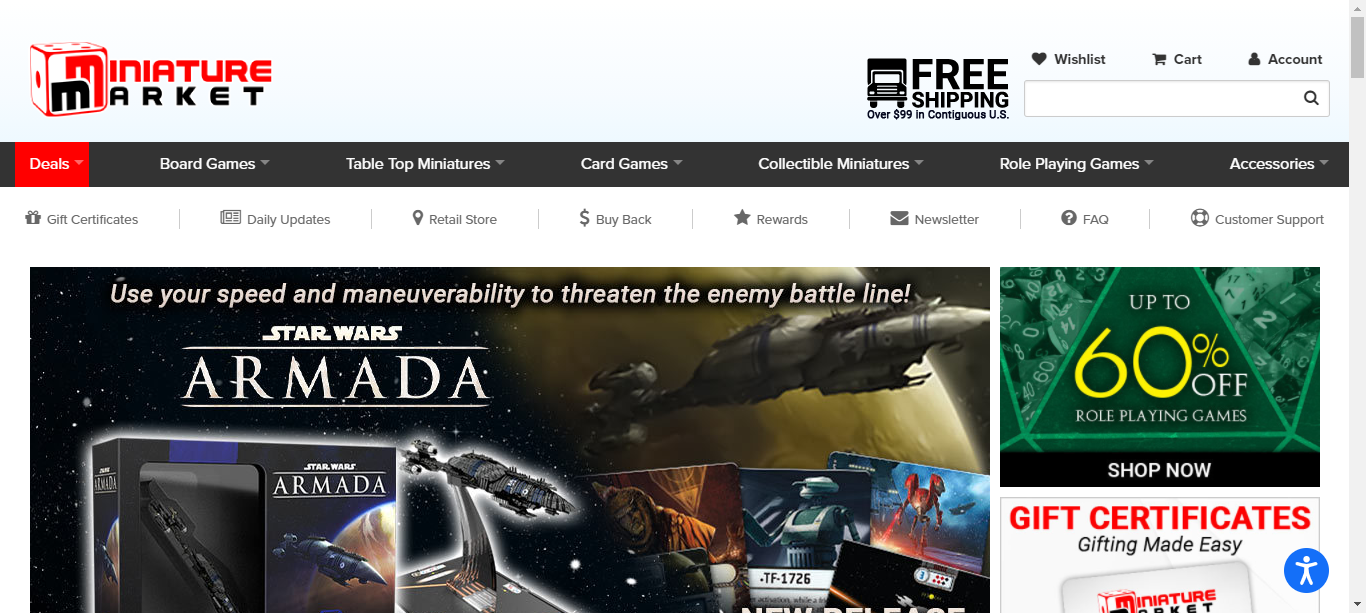 MINIATURE
MARKET
FREE
SHIPPING
Over $99 in Contiguous U.S.
Wishlist
Cart
Account
Deals
Board Games
Table Top Miniatures
Card Games
Collectible Miniatures
Role Playing Games
Accessories
Gift Certificates
Daily Updates
Retail Store
Buy Back
Rewards
Newsletter
FAQ
Customer Support
Use your speed and maneuverability to threaten the enemy battle line!
STAR WARS
ARMADA
STAR WARS
ARMADA
ARMADA
TF-1726
NEW RELEASE
UP TO
60%
OFF
ROLE PLAYING GAMES
SHOP NOW
GIFT CERTIFICATES
Gifting Made Easy
MINIATURE
MARKET